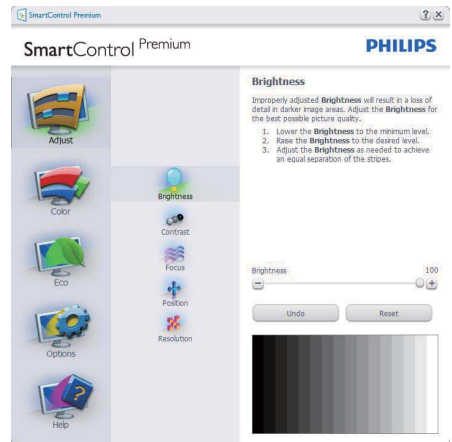 SmartControl Premium
? ×
SmartControl Premium
PHILIPS
Adjust
Color
Eco
Options
Help
Brightness
Contrast
Focus
Position
Resolution
Brightness
Improperly adjusted Brightness will result in a loss of
detail in darker image areas. Adjust the Brightness for
the best possible picture quality.
1. Lower the Brightness to the minimum level.
2. Raise the Brightness to the desired level.
3. Adjust the Brightness as needed to achieve
an equal separation of the stripes.
Brightness 100
Undo Reset